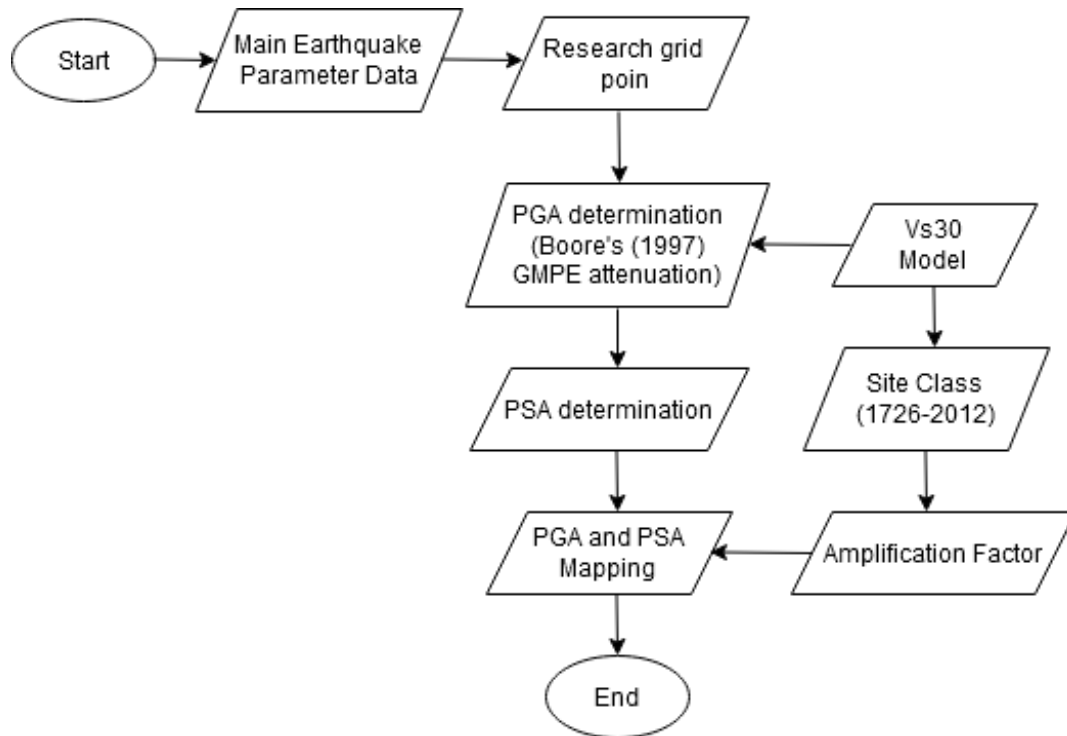 Start
Main Earthquake
Parameter Data
Research grid
poin
PGA determination
(Boore's (1997)
GMPE attenuation)
Vs30
Model
PSA determination
Site Class
(1726-2012)
PGA and PSA
Mapping
Amplification Factor
End